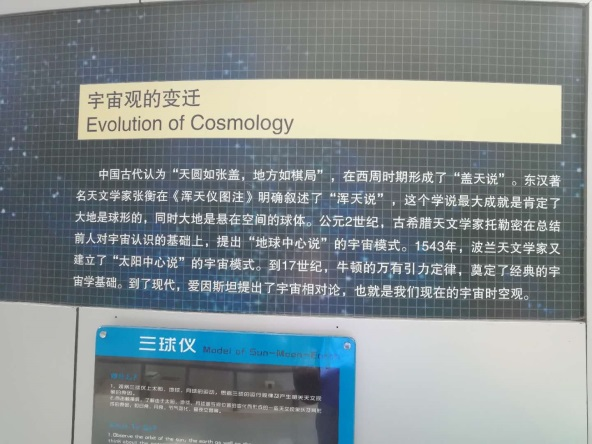 宇宙观的变迁
Evolution of Cosmology
中国古代认为“天圆如张盖，地方如棋局”，在西周时期形成了“盖天说”。东汉著
名天文学家张衡在《浑天仪图注》明确叙述了“浑天说”，这个学说最大成就是肯定了
大地是球形的，同时大地是悬在空间的球体。公元2世纪，古希腊天文学家托勒密在总结
前人对宇宙认识的基础上，提出“地球中心说”的宇宙模式。1543年，波兰天文学家又
建立了“太阳中心说”的宇宙模式。到17世纪，牛顿的万有引力定律，奠定了经典的宇
宙学基础。到了现代，爱因斯坦提出了宇宙相对论，也就是我们现在的宇宙时空观。
三球仪 Model of Sun-Moon-Earth